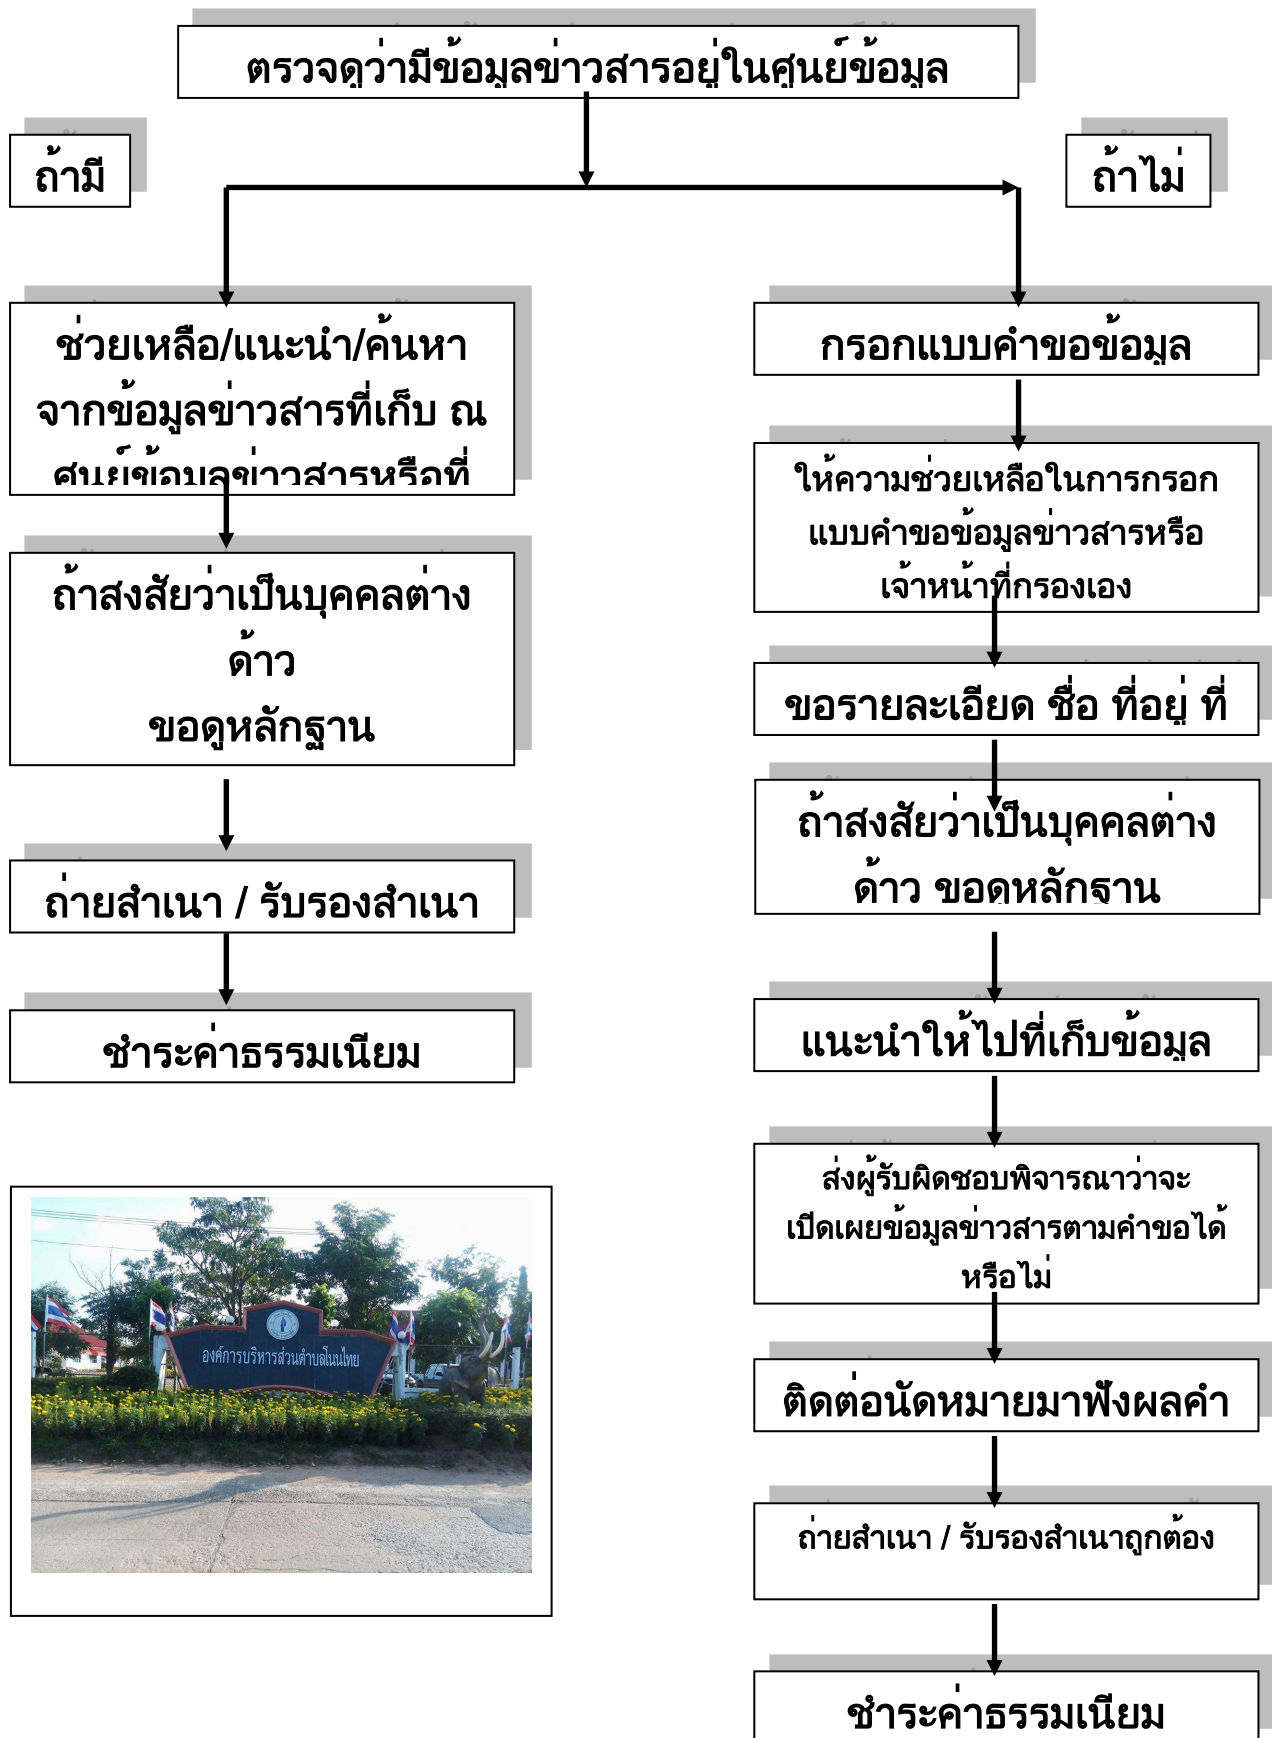 ตรวจดูว่ามีข้อมูลข่าวสารอยู่ในศูนย์ข้อมูล
ถ้ามี
ถ้าไม่
ช่วยเหลือ/แนะนำ/ค้นหา
จากข้อมูลข่าวสารที่เก็บ ณ
ศูนย์ข้อมูลข่าวสารหรือที่
ถ้าสงสัยว่าเป็นบุคคลต่าง
ด้าว
ขอดูหลักฐาน
ถ่ายสำเนา / รับรองสำเนา
ชำระค่าธรรมเนียม
องค์การบริหารส่วนตำบลโนนไทย
กรอกแบบคำขอข้อมูล
ให้ความช่วยเหลือในการกรอก
แบบคำขอข้อมูลข่าวสารหรือ
เจ้าหน้าที่กรองเอง
ขอรายละเอียด ชื่อ ที่อยู่ ที่
ถ้าสงสัยว่าเป็นบุคคลต่าง
ด้าว ขอดูหลักฐาน
แนะนำให้ไปที่เก็บข้อมูล
ส่งผู้รับผิดชอบพิจารณาว่าจะ
เปิดเผยข้อมูลข่าวสารตามคำขอได้
หรือไม่
ติดต่อนัดหมายมาฟังผลคำ
ถ่ายสำเนา / รับรองสำเนาถูกต้อง
ชำระค่าธรรมเนียม